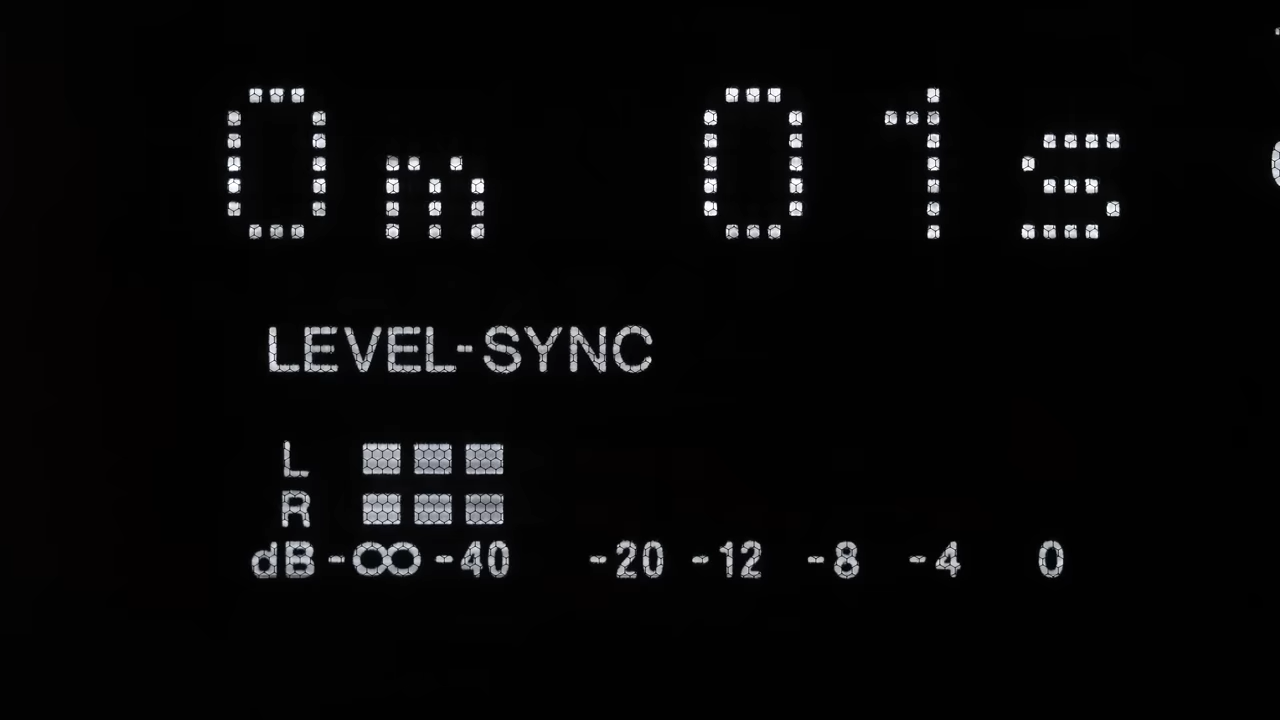 0m 01s
LEVEL-SYNC
L
R
dB -∞ -40 -20 -12 -8 -4 0